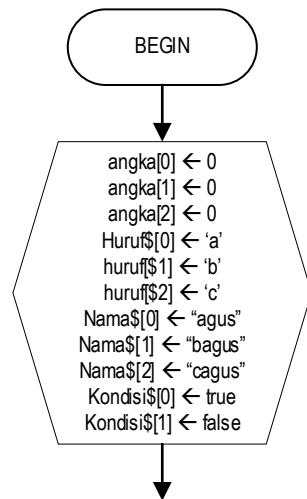 BEGIN
angka[0] ← 0
angka[1] ← 0
angka[2] ← 0
Huruf$[0] ← ‘a’
huruf[$1] ← ‘b’
huruf[$2] ← ‘c’
Nama$[0] ← “agus”
Nama$[1] ← “bagus”
Nama$[2] ← “cagus”
Kondisi$[0] ← true
Kondisi$[1] ← false